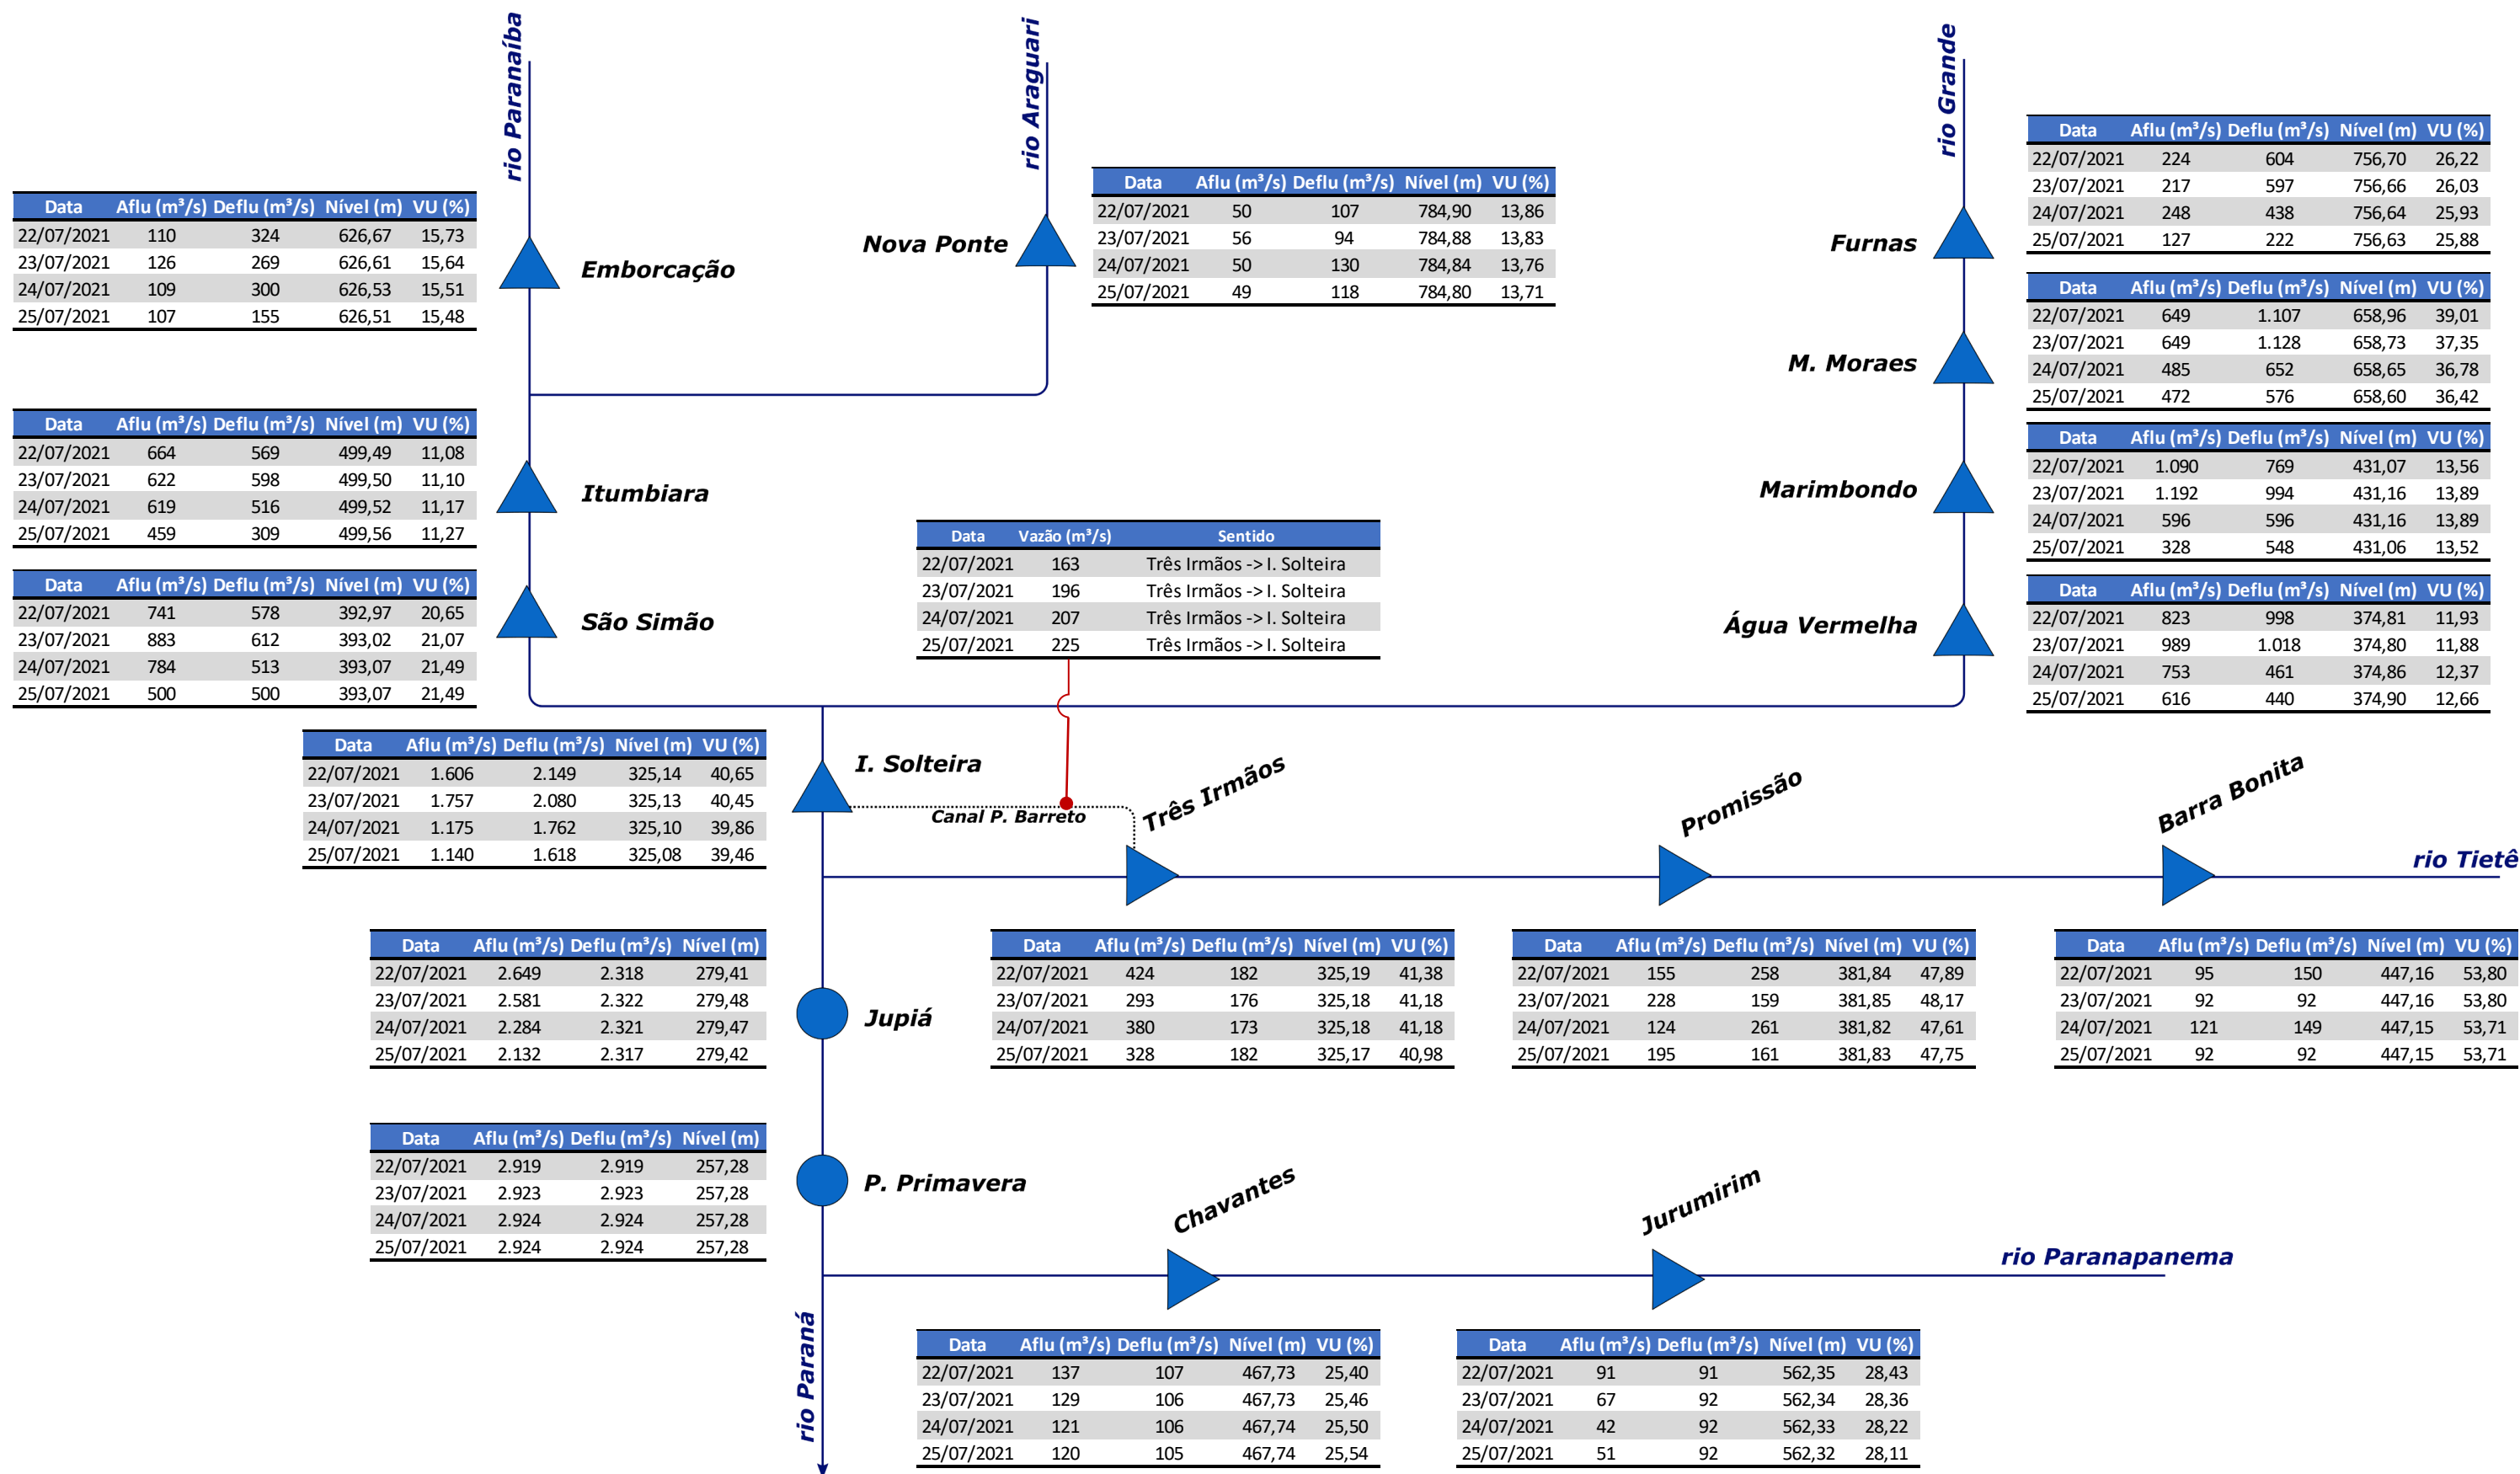 rio Paranaíba
rio Araguari
rio Grande
Data Aflu (m³/s) Deflu (m³/s) Nível (m) VU (%)
22/07/2021 110 324 626,67 15,73
23/07/2021 126 269 626,61 15,64
24/07/2021 109 300 626,53 15,51
25/07/2021 107 155 626,51 15,48
Emborcação
Nova Ponte
Data Aflu (m³/s) Deflu (m³/s) Nível (m) VU (%)
22/07/2021 50 107 784,90 13,86
23/07/2021 56 94 784,88 13,83
24/07/2021 50 130 784,84 13,76
25/07/2021 49 118 784,80 13,71
Furnas
Data Aflu (m³/s) Deflu (m³/s) Nível (m) VU (%)
22/07/2021 224 604 756,70 26,22
23/07/2021 217 597 756,66 26,03
24/07/2021 248 438 756,64 25,93
25/07/2021 127 222 756,63 25,88
M. Moraes
Data Aflu (m³/s) Deflu (m³/s) Nível (m) VU (%)
22/07/2021 649 1.107 658,96 39,01
23/07/2021 649 1.128 658,73 37,35
24/07/2021 485 652 658,65 36,78
25/07/2021 472 576 658,60 36,42
Data Aflu (m³/s) Deflu (m³/s) Nível (m) VU (%)
22/07/2021 664 569 499,49 11,08
23/07/2021 622 598 499,50 11,10
24/07/2021 619 516 499,52 11,17
25/07/2021 459 309 499,56 11,27
Itumbiara
Marimbondo
Data Aflu (m³/s) Deflu (m³/s) Nível (m) VU (%)
22/07/2021 1.090 769 431,07 13,56
23/07/2021 1.192 994 431,16 13,89
24/07/2021 596 596 431,16 13,89
25/07/2021 328 548 431,06 13,52
Data Aflu (m³/s) Deflu (m³/s) Nível (m) VU (%)
22/07/2021 741 578 392,97 20,65
23/07/2021 883 612 393,02 21,07
24/07/2021 784 513 393,07 21,49
25/07/2021 500 500 393,07 21,49
São Simão
Data Vazão (m³/s) Sentido
22/07/2021 163 Três Irmãos -> I. Solteira
23/07/2021 196 Três Irmãos -> I. Solteira
24/07/2021 207 Três Irmãos -> I. Solteira
25/07/2021 225 Três Irmãos -> I. Solteira
Água Vermelha
Data Aflu (m³/s) Deflu (m³/s) Nível (m) VU (%)
22/07/2021 823 998 374,81 11,93
23/07/2021 989 1.018 374,80 11,88
24/07/2021 753 461 374,86 12,37
25/07/2021 616 440 374,90 12,66
Data Aflu (m³/s) Deflu (m³/s) Nível (m) VU (%)
22/07/2021 1.606 2.149 325,14 40,65
23/07/2021 1.757 2.080 325,13 40,45
24/07/2021 1.175 1.762 325,10 39,86
25/07/2021 1.140 1.618 325,08 39,46
I. Solteira
Canal P. Barreto
Três Irmãos
Promissão
Barra Bonita
rio Tietê
Data Aflu (m³/s) Deflu (m³/s) Nível (m)
22/07/2021 2.649 2.318 279,41
23/07/2021 2.581 2.322 279,48
24/07/2021 2.284 2.321 279,47
25/07/2021 2.132 2.317 279,42
Jupiá
Data Aflu (m³/s) Deflu (m³/s) Nível (m) VU (%)
22/07/2021 424 182 325,19 41,38
23/07/2021 293 176 325,18 41,18
24/07/2021 380 173 325,18 41,18
25/07/2021 328 182 325,17 40,98
Data Aflu (m³/s) Deflu (m³/s) Nível (m) VU (%)
22/07/2021 155 258 381,84 47,89
23/07/2021 228 159 381,85 48,17
24/07/2021 124 261 381,82 47,61
25/07/2021 195 161 381,83 47,75
Data Aflu (m³/s) Deflu (m³/s) Nível (m) VU (%)
22/07/2021 95 150 447,16 53,80
23/07/2021 92 92 447,16 53,80
24/07/2021 121 149 447,15 53,71
25/07/2021 92 92 447,15 53,71
Data Aflu (m³/s) Deflu (m³/s) Nível (m)
22/07/2021 2.919 2.919 257,28
23/07/2021 2.923 2.923 257,28
24/07/2021 2.924 2.924 257,28
25/07/2021 2.924 2.924 257,28
P. Primavera
Chavantes
Jurumirim
rio Paranapanema
rio Paraná
Data Aflu (m³/s) Deflu (m³/s) Nível (m) VU (%)
22/07/2021 137 107 467,73 25,40
23/07/2021 129 106 467,73 25,46
24/07/2021 121 106 467,74 25,50
25/07/2021 120 105 467,74 25,54
Data Aflu (m³/s) Deflu (m³/s) Nível (m) VU (%)
22/07/2021 91 91 562,35 28,43
23/07/2021 67 92 562,34 28,36
24/07/2021 42 92 562,33 28,22
25/07/2021 51 92 562,32 28,11